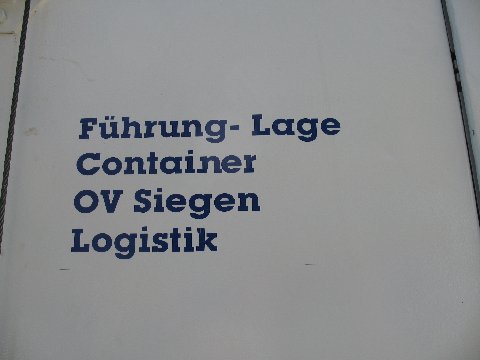 Führung- Lage
Container
OV Siegen
Logistik